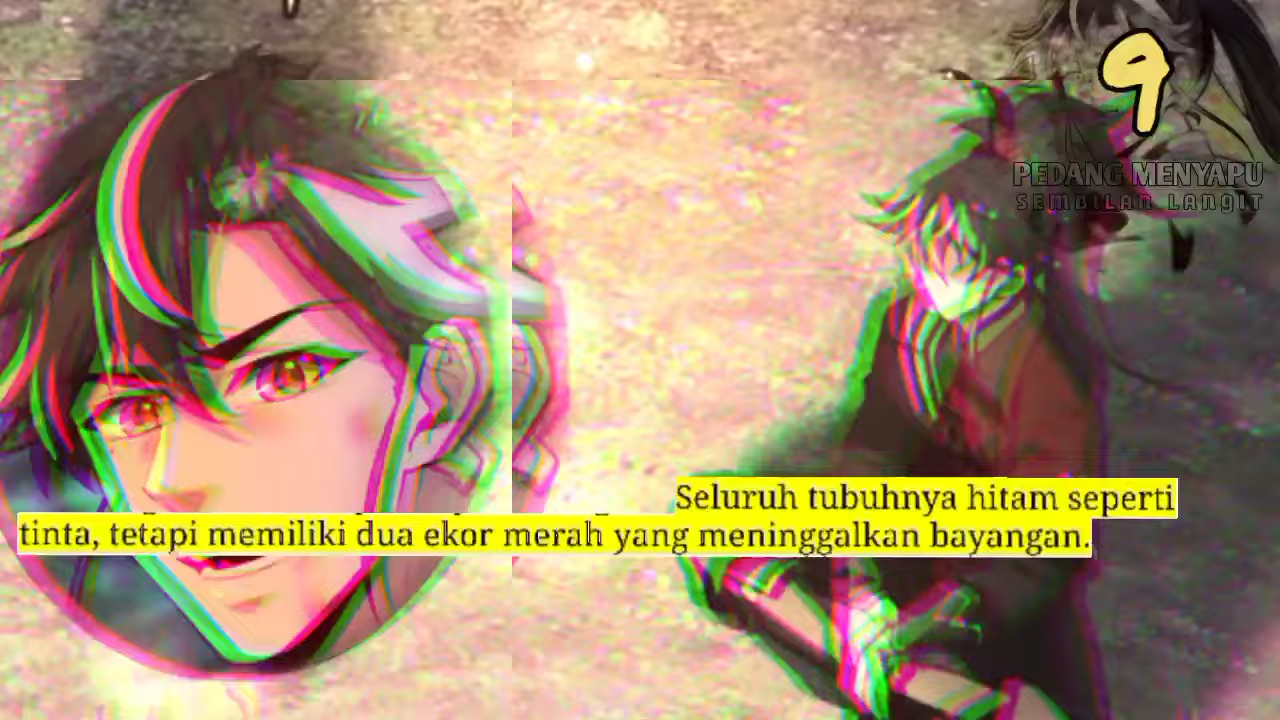 9
PEDANG MENYAPU
SEMBILAN LANGIT
Seluruh tubuhnya hitam seperti
tinta, tetapi memiliki dua ekor merah yang meninggalkan bayangan.